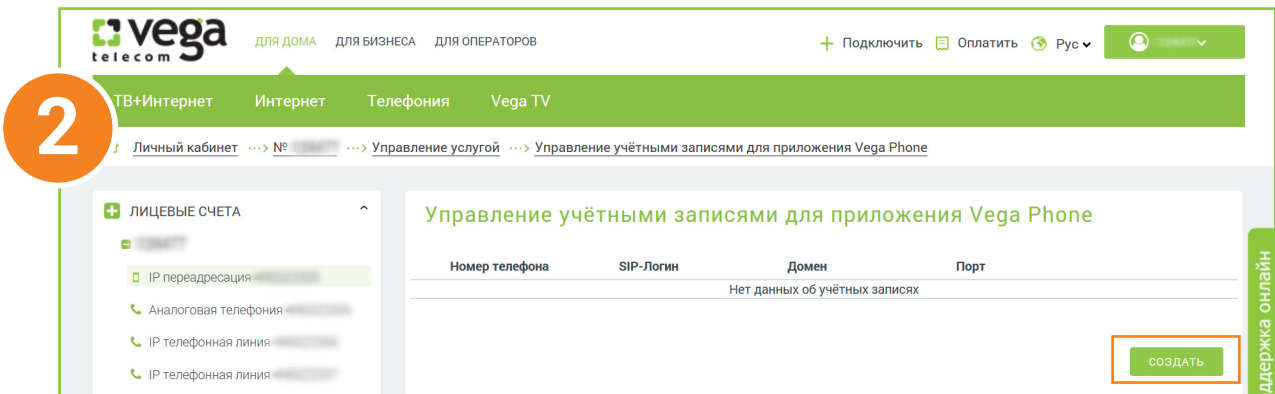 vega
telecom
ДЛЯ ДОМА ДЛЯ БИЗНЕСА ДЛЯ ОПЕРАТОРОВ
Подключить Оплатить Рус
2
ТВ+Интернет Интернет Телефония Vega TV
Личный кабинет ···> № ···> Управление услугой ···> Управление учётными записями для приложения Vega Phone
ЛИЦЕВЫЕ СЧЕТА
IP переадресация
Аналоговая телефония
IP телефонная линия
IP телефонная линия
Управление учётными записями для приложения Vega Phone
Номер телефона SIP-Логин Домен Порт
Нет данных об учётных записях
СОЗДАТЬ
ддержка онлайн